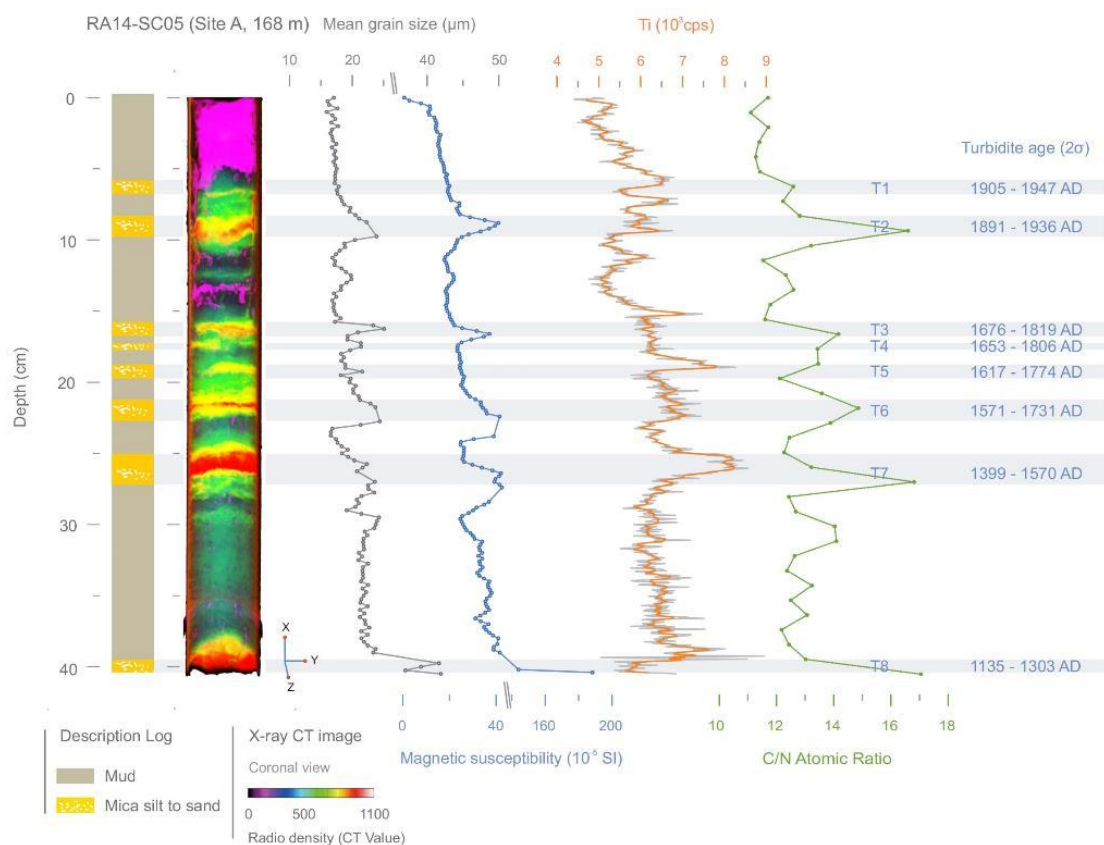 RA14-SC05 (Site A, 168 m)
Mean grain size (µm)
Ti (10³cps)
10 20 40 50 4 5 6 7 8 9
Turbidite age (2σ)
0
T1 1905 - 1947 AD
T2 1891 - 1936 AD
10
T3 1676 - 1819 AD
T4 1653 - 1806 AD
T5 1617 - 1774 AD
20
T6 1571 - 1731 AD
T7 1399 - 1570 AD
30
40
T8 1135 - 1303 AD
Depth (cm)
X
Y
Z
0 40 160 200 10 12 14 16 18
Magnetic susceptibility (10⁻⁵ SI)
C/N Atomic Ratio
Description Log
Mud
Mica silt to sand
X-ray CT image
Coronal view
0 500 1100
Radio density (CT Value)